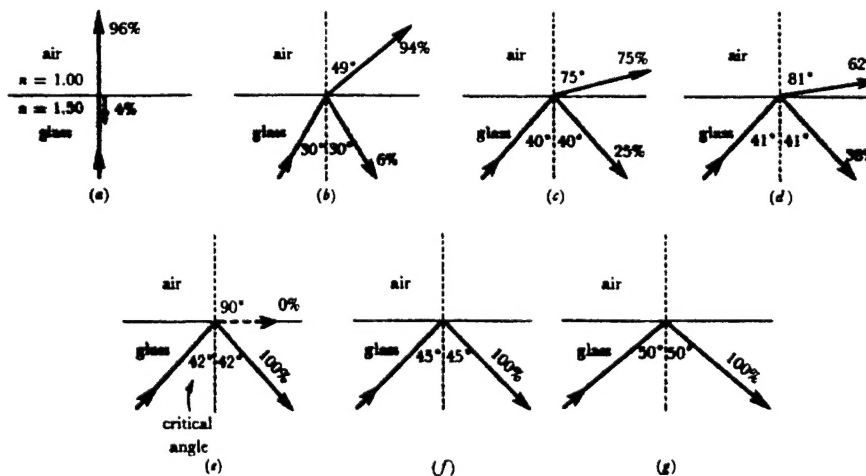 96%
air
n = 1.00
n = 1.50
4%
glass
(a)
air
49°
94%
glass
30° 30°
6%
(b)
air
75°
75%
glass
40° 40°
25%
(c)
air
81°
62
glass
41° 41°
38%
(d)
air
90°
0%
glass
42° 42°
100%
critical
angle
(e)
air
glass
45° 45°
100%
(f)
air
glass
50° 50°
100%
(g)